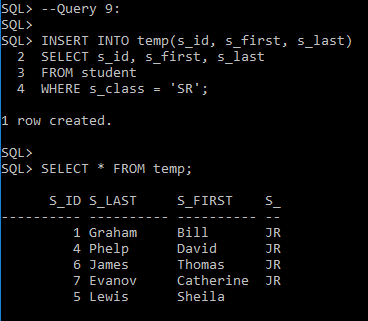 SQL> --Query 9:
SQL>
SQL> INSERT INTO temp(s_id, s_first, s_last)
  2  SELECT s_id, s_first, s_last
  3  FROM student
  4  WHERE s_class = 'SR';
1 row created.
SQL>
SQL> SELECT * FROM temp;
      S_ID S_LAST     S_FIRST    S_
---------- ---------- ---------- --
         1 Graham     Bill       JR
         4 Phelp      David      JR
         6 James      Thomas     JR
         7 Evanov     Catherine  JR
         5 Lewis      Sheila